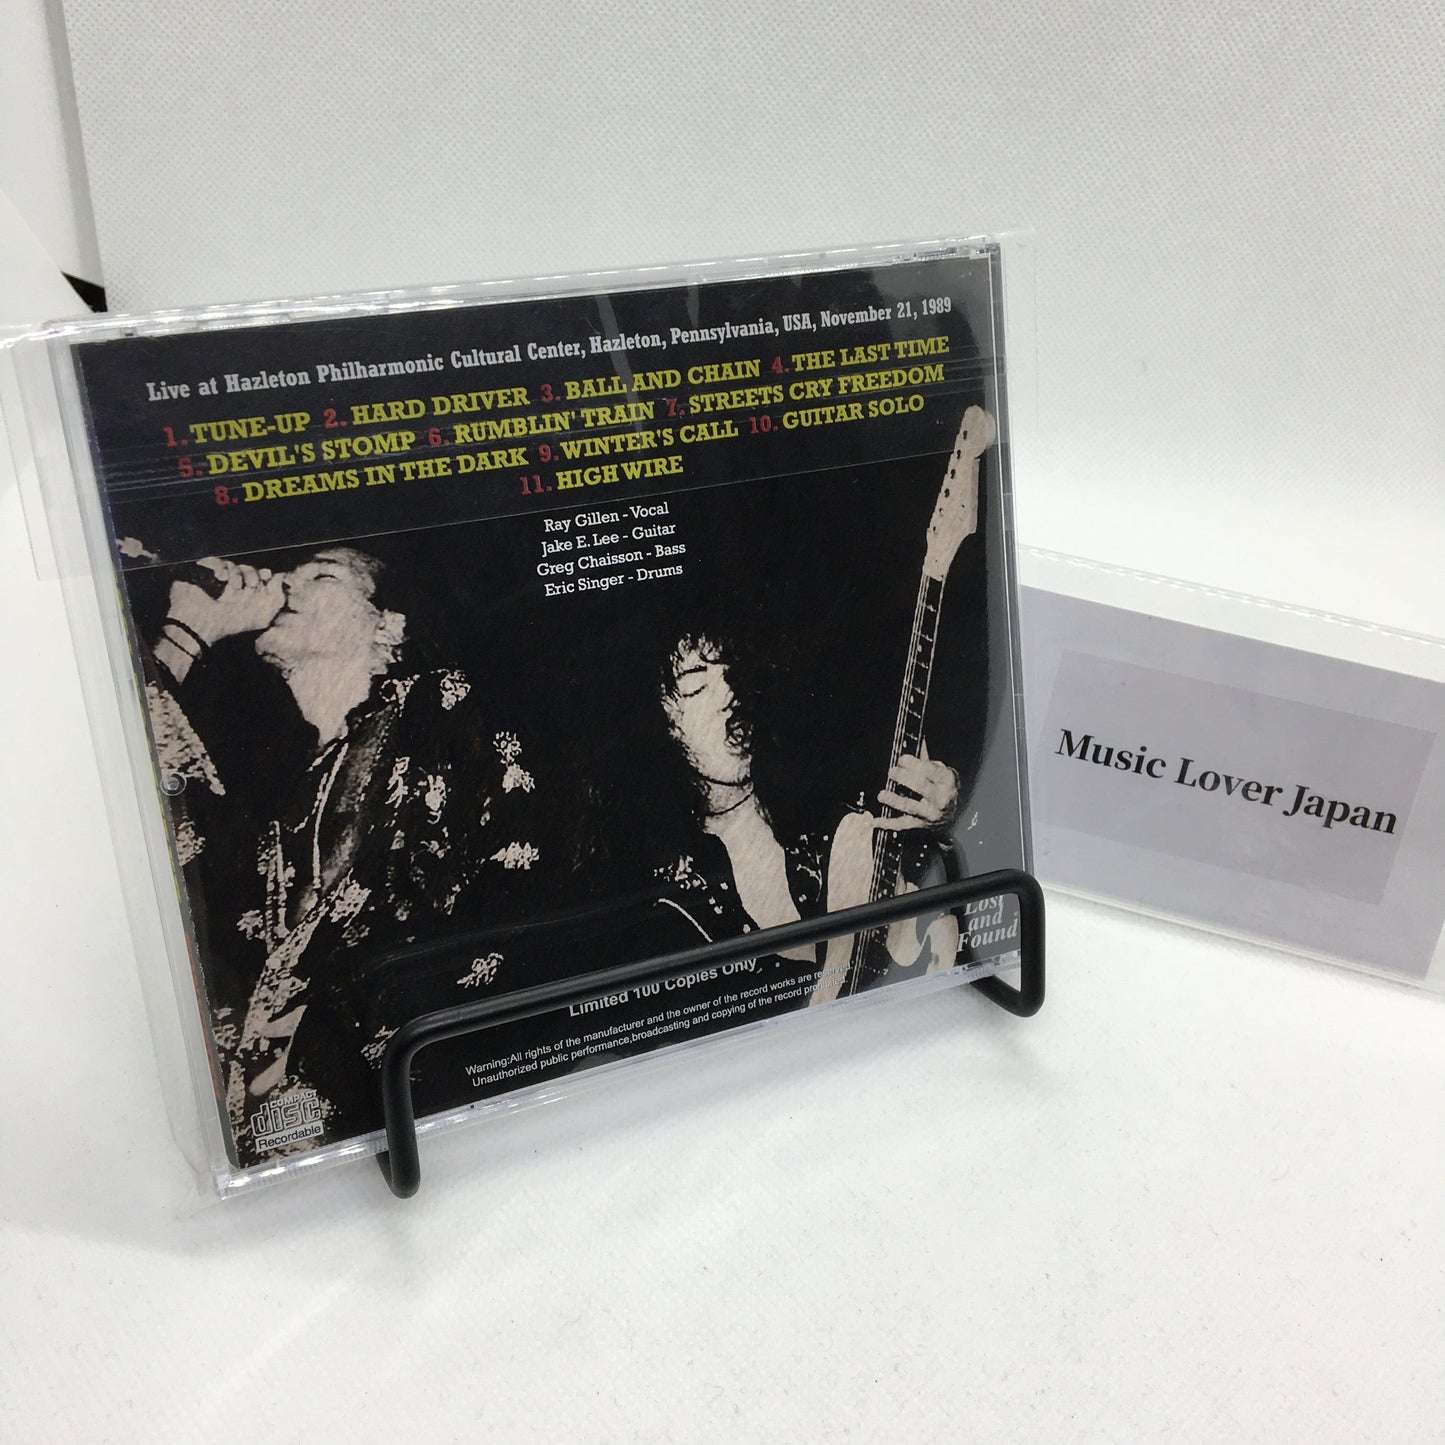 Live at Hazleton Philharmonic Cultural Center, Hazleton, Pennsylvania, USA, November 21, 1989
1. TUNE-UP 2. HARD DRIVER 3. BALL AND CHAIN 4. THE LAST TIME
5. DEVIL'S STOMP 6. RUMBLIN' TRAIN 7. STREETS CRY FREEDOM
8. DREAMS IN THE DARK 9. WINTER'S CALL 10. GUITAR SOLO
11. HIGH WIRE
Ray Gillen - Vocal
Jake E. Lee - Guitar
Greg Chaisson - Bass
Eric Singer - Drums
Lost
and
Found
Limited 100 Copies Only
Warning:All rights of the manufacturer and the owner of the record works are reserved.
Unauthorized public performance,broadcasting and copying of the record prohibited.
COMPACT
disc
Recordable
Music Lover Japan